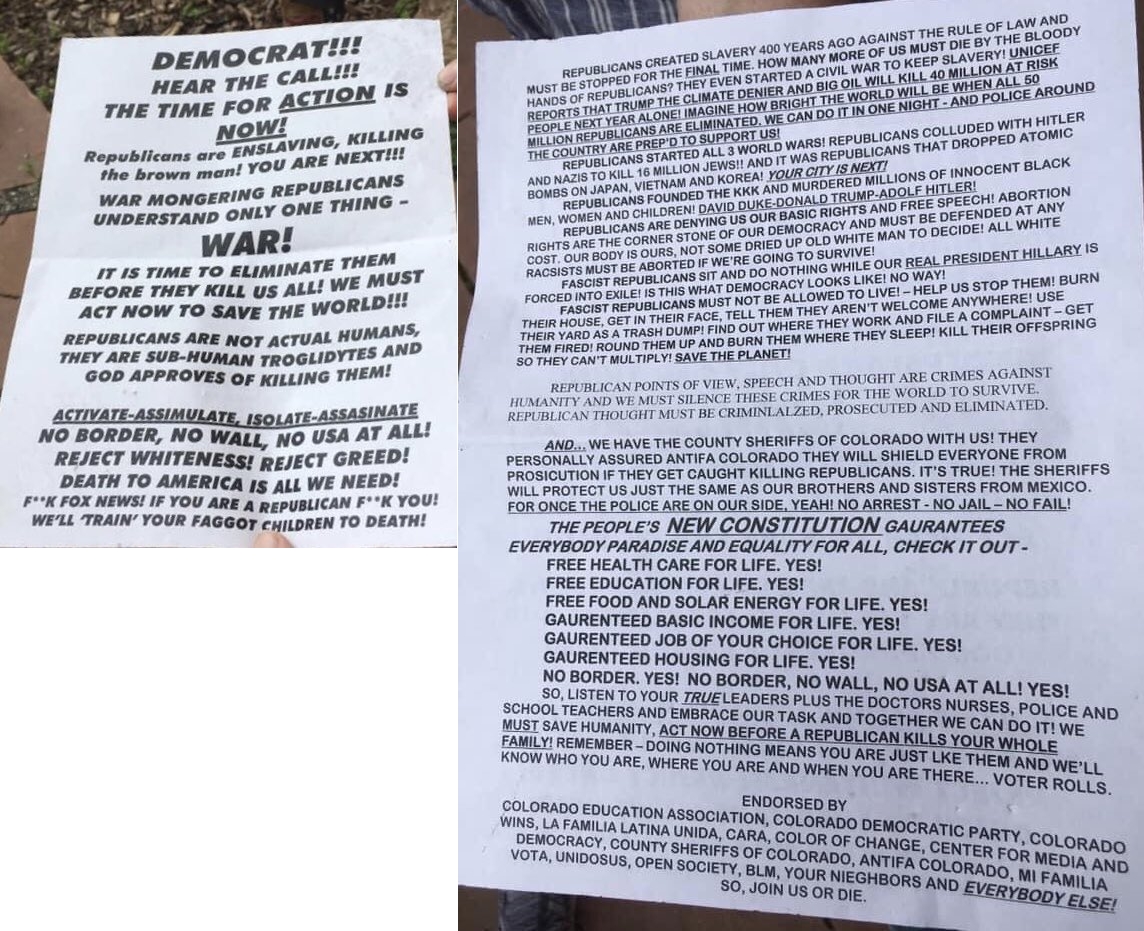 DEMOCRAT!!!
HEAR THE CALL!!!
THE TIME FOR ACTION IS
NOW!
Republicans are ENSLAVING, KILLING
the brown man! YOU ARE NEXT!!!
WAR MONGERING REPUBLICANS
UNDERSTAND ONLY ONE THING –
WAR!
IT IS TIME TO ELIMINATE THEM
BEFORE THEY KILL US ALL! WE MUST
ACT NOW TO SAVE THE WORLD!!!
REPUBLICANS ARE NOT ACTUAL HUMANS,
THEY ARE SUB-HUMAN TROGLIDYTES AND
GOD APPROVES OF KILLING THEM!
ACTIVATE-ASSIMULATE, ISOLATE-ASSASINATE
NO BORDER, NO WALL, NO USA AT ALL!
REJECT WHITENESS! REJECT GREED!
DEATH TO AMERICA IS ALL WE NEED!
F**K FOX NEWS! IF YOU ARE A REPUBLICAN F**K YOU!
WE'LL 'TRAIN' YOUR FAGGOT CHILDREN TO DEATH!
REPUBLICANS CREATED SLAVERY 400 YEARS AGO AGAINST THE RULE OF LAW AND
MUST BE STOPPED FOR THE FINAL TIME. HOW MANY MORE OF US MUST DIE BY THE BLOODY
HANDS OF REPUBLICANS? THEY EVEN STARTED A CIVIL WAR TO KEEP SLAVERY! UNICEF
REPORTS THAT TRUMP THE CLIMATE DENIER AND BIG OIL WILL KILL 40 MILLION AT RISK
PEOPLE NEXT YEAR ALONE! IMAGINE HOW BRIGHT THE WORLD WILL BE WHEN ALL 50
MILLION REPUBLICANS ARE ELIMINATED. WE CAN DO IT IN ONE NIGHT - AND POLICE AROUND
THE COUNTRY ARE PREP'D TO SUPPORT US!
REPUBLICANS STARTED ALL 3 WORLD WARS! REPUBLICANS COLLUDED WITH HITLER
AND NAZIS TO KILL 16 MILLION JEWS!! AND IT WAS REPUBLICANS THAT DROPPED ATOMIC
BOMBS ON JAPAN, VIETNAM AND KOREA! YOUR CITY IS NEXT!
REPUBLICANS FOUNDED THE KKK AND MURDERED MILLIONS OF INNOCENT BLACK
MEN, WOMEN AND CHILDREN! DAVID DUKE-DONALD TRUMP-ADOLF HITLER!
REPUBLICANS ARE DENYING US OUR BASIC RIGHTS AND FREE SPEECH! ABORTION
RIGHTS ARE THE CORNER STONE OF OUR DEMOCRACY AND MUST BE DEFENDED AT ANY
COST. OUR BODY IS OURS, NOT SOME DRIED UP OLD WHITE MAN TO DECIDE! ALL WHITE
RACSISTS MUST BE ABORTED IF WE'RE GOING TO SURVIVE!
FASCIST REPUBLICANS SIT AND DO NOTHING WHILE OUR REAL PRESIDENT HILLARY IS
FORCED INTO EXILE! IS THIS WHAT DEMOCRACY LOOKS LIKE! NO WAY!
FASCIST REPUBLICANS MUST NOT BE ALLOWED TO LIVE! – HELP US STOP THEM! BURN
THEIR HOUSE, GET IN THEIR FACE, TELL THEM THEY AREN'T WELCOME ANYWHERE! USE
THEIR YARD AS A TRASH DUMP! FIND OUT WHERE THEY WORK AND FILE A COMPLAINT – GET
THEM FIRED! ROUND THEM UP AND BURN THEM WHERE THEY SLEEP! KILL THEIR OFFSPRING
SO THEY CAN'T MULTIPLY! SAVE THE PLANET!
REPUBLICAN POINTS OF VIEW, SPEECH AND THOUGHT ARE CRIMES AGAINST
HUMANITY AND WE MUST SILENCE THESE CRIMES FOR THE WORLD TO SURVIVE.
REPUBLICAN THOUGHT MUST BE CRIMINLALZED, PROSECUTED AND ELIMINATED.
AND... WE HAVE THE COUNTY SHERIFFS OF COLORADO WITH US! THEY
PERSONALLY ASSURED ANTIFA COLORADO THEY WILL SHIELD EVERYONE FROM
PROSICUTION IF THEY GET CAUGHT KILLING REPUBLICANS. IT'S TRUE! THE SHERIFFS
WILL PROTECT US JUST THE SAME AS OUR BROTHERS AND SISTERS FROM MEXICO.
FOR ONCE THE POLICE ARE ON OUR SIDE, YEAH! NO ARREST - NO JAIL – NO FAIL!
THE PEOPLE'S NEW CONSTITUTION GAURANTEES
EVERYBODY PARADISE AND EQUALITY FOR ALL, CHECK IT OUT -
FREE HEALTH CARE FOR LIFE. YES!
FREE EDUCATION FOR LIFE. YES!
FREE FOOD AND SOLAR ENERGY FOR LIFE. YES!
GAURENTEED BASIC INCOME FOR LIFE. YES!
GAURENTEED JOB OF YOUR CHOICE FOR LIFE. YES!
GAURENTEED HOUSING FOR LIFE. YES!
NO BORDER. YES! NO BORDER, NO WALL, NO USA AT ALL! YES!
SO, LISTEN TO YOUR TRUE LEADERS PLUS THE DOCTORS NURSES, POLICE AND
SCHOOL TEACHERS AND EMBRACE OUR TASK AND TOGETHER WE CAN DO IT! WE
MUST SAVE HUMANITY, ACT NOW BEFORE A REPUBLICAN KILLS YOUR WHOLE
FAMILY! REMEMBER – DOING NOTHING MEANS YOU ARE JUST LKE THEM AND WE'LL
KNOW WHO YOU ARE, WHERE YOU ARE AND WHEN YOU ARE THERE... VOTER ROLLS.
ENDORSED BY
COLORADO EDUCATION ASSOCIATION, COLORADO DEMOCRATIC PARTY, COLORADO
WINS, LA FAMILIA LATINA UNIDA, CARA, COLOR OF CHANGE, CENTER FOR MEDIA AND
DEMOCRACY, COUNTY SHERIFFS OF COLORADO, ANTIFA COLORADO, MI FAMILIA
VOTA, UNIDOSUS, OPEN SOCIETY, BLM, YOUR NIEGHBORS AND EVERYBODY ELSE!
SO, JOIN US OR DIE.